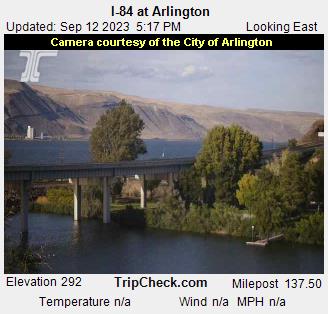 I-84 at Arlington
Updated: Sep 12 2023 5:17 PM Looking East
Camera courtesy of the City of Arlington
Elevation 292 TripCheck.com Milepost 137.50
Temperature n/a Wind n/a MPH n/a